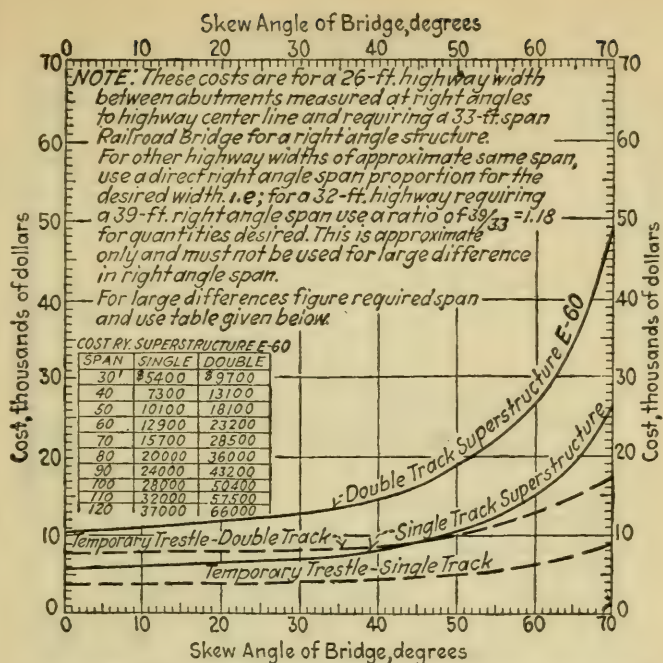 Skew Angle of Bridge, degrees
0 10 20 30 40 50 60 70
70 60 50 40 30 20 10 0
Cost, thousands of dollars
NOTE: These costs are for a 26-ft. highway width
between abutments measured at right angles
to highway center line and requiring a 33-ft. span
Railroad Bridge for a right angle structure.
For other highway widths of approximate same span,
use a direct right angle span proportion for the
desired width. i.e; for a 32-ft. highway requiring
a 39-ft. right angle span use a ratio of 39/33 = 1.18
for quantities desired. This is approximate
only and must not be used for large difference
in right angle span.
For large differences figure required span
and use table given below.
COST RY. SUPERSTRUCTURE E-60
SPAN SINGLE DOUBLE
30' $5400 $9700
40 7300 13100
50 10100 18100
60 12900 23200
70 15700 28500
80 20000 36000
90 24000 43200
100 28000 50400
110 32000 57500
120 37000 66000
Double Track Superstructure E-60
Single Track Superstructure
Temporary Trestle-Double Track
Temporary Trestle-Single Track
70 60 50 40 30 20 10 0
Cost, thousands of dollars
0 10 20 30 40 50 60 70
Skew Angle of Bridge, degrees